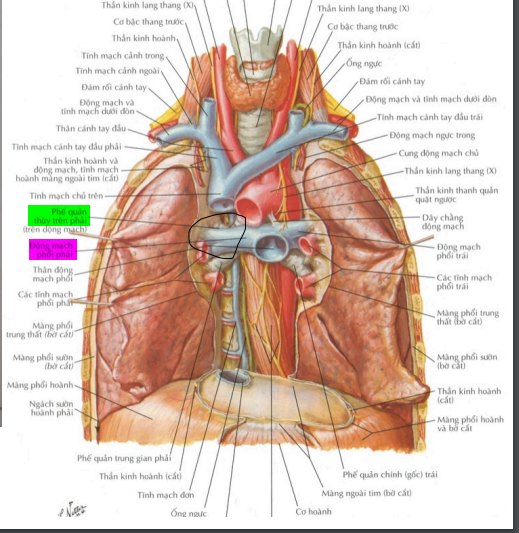 Thần kinh lang thang (X)
Cơ bậc thang trước
Thần kinh hoành
Tĩnh mạch cảnh trong
Tĩnh mạch cảnh ngoài
Đám rối cánh tay
Động mạch và
tĩnh mạch dưới đòn
Thân cánh tay đầu
Tĩnh mạch cánh tay đầu phải
Thần kinh hoành và
động mạch, tĩnh mạch
hoành màng ngoài tim (cắt)
Tĩnh mạch chủ trên
Phế quản
thùy trên phải
(trên động mạch)
Động mạch
phổi phải
Thân động
mạch phổi
Các tĩnh mạch
phổi phải
Màng phổi
trung thất (bờ cắt)
Màng phổi sườn
(bờ cắt)
Màng phổi hoành
Ngách sườn
hoành phải
Phế quản trung gian phải
Thần kinh hoành (cắt)
Tĩnh mạch đơn
Ống ngực
Thần kinh lang thang (X)
Cơ bậc thang trước
Thần kinh hoành (cắt)
Ống ngực
Đám rối cánh tay
Động mạch và tĩnh mạch dưới đòn
Tĩnh mạch cánh tay đầu trái
Động mạch ngực trong
Cung động mạch chủ
Thần kinh lang thang (X)
Thần kinh thanh quản
quặt ngược
Dây chằng
động mạch
Động mạch
phổi trái
Các tĩnh mạch
phổi trái
Màng phổi trung
thất (bờ cắt)
Màng phổi sườn
(bờ cắt)
Thần kinh hoành
(cắt)
Màng phổi hoành
và bờ cắt
Phế quản chính (gốc) trái
Màng ngoài tim (bờ cắt)
Cơ hoành